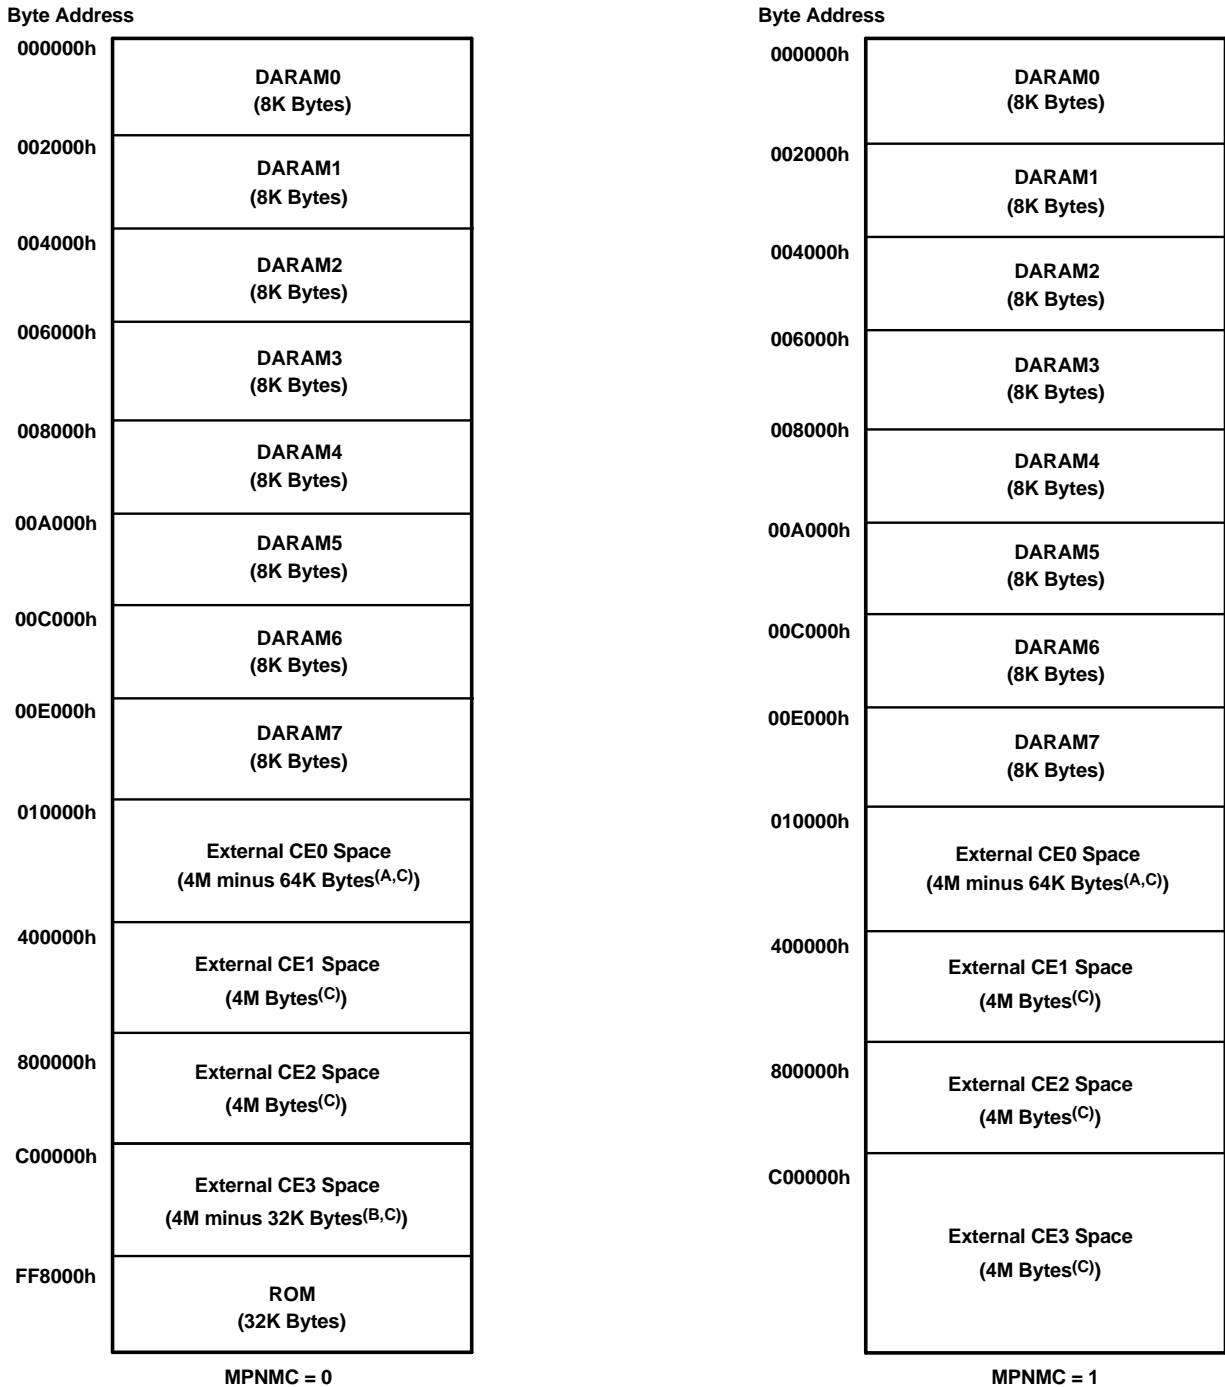 Byte Address
000000h
DARAM0
(8K Bytes)
002000h
DARAM1
(8K Bytes)
004000h
DARAM2
(8K Bytes)
006000h
DARAM3
(8K Bytes)
008000h
DARAM4
(8K Bytes)
00A000h
DARAM5
(8K Bytes)
00C000h
DARAM6
(8K Bytes)
00E000h
DARAM7
(8K Bytes)
010000h
External CE0 Space
(4M minus 64K Bytes(A,C))
400000h
External CE1 Space
(4M Bytes(C))
800000h
External CE2 Space
(4M Bytes(C))
C00000h
External CE3 Space
(4M minus 32K Bytes(B,C))
FF8000h
ROM
(32K Bytes)
MPNMC = 0
Byte Address
000000h
DARAM0
(8K Bytes)
002000h
DARAM1
(8K Bytes)
004000h
DARAM2
(8K Bytes)
006000h
DARAM3
(8K Bytes)
008000h
DARAM4
(8K Bytes)
00A000h
DARAM5
(8K Bytes)
00C000h
DARAM6
(8K Bytes)
00E000h
DARAM7
(8K Bytes)
010000h
External CE0 Space
(4M minus 64K Bytes(A,C))
400000h
External CE1 Space
(4M Bytes(C))
800000h
External CE2 Space
(4M Bytes(C))
C00000h
External CE3 Space
(4M Bytes(C))
MPNMC = 1